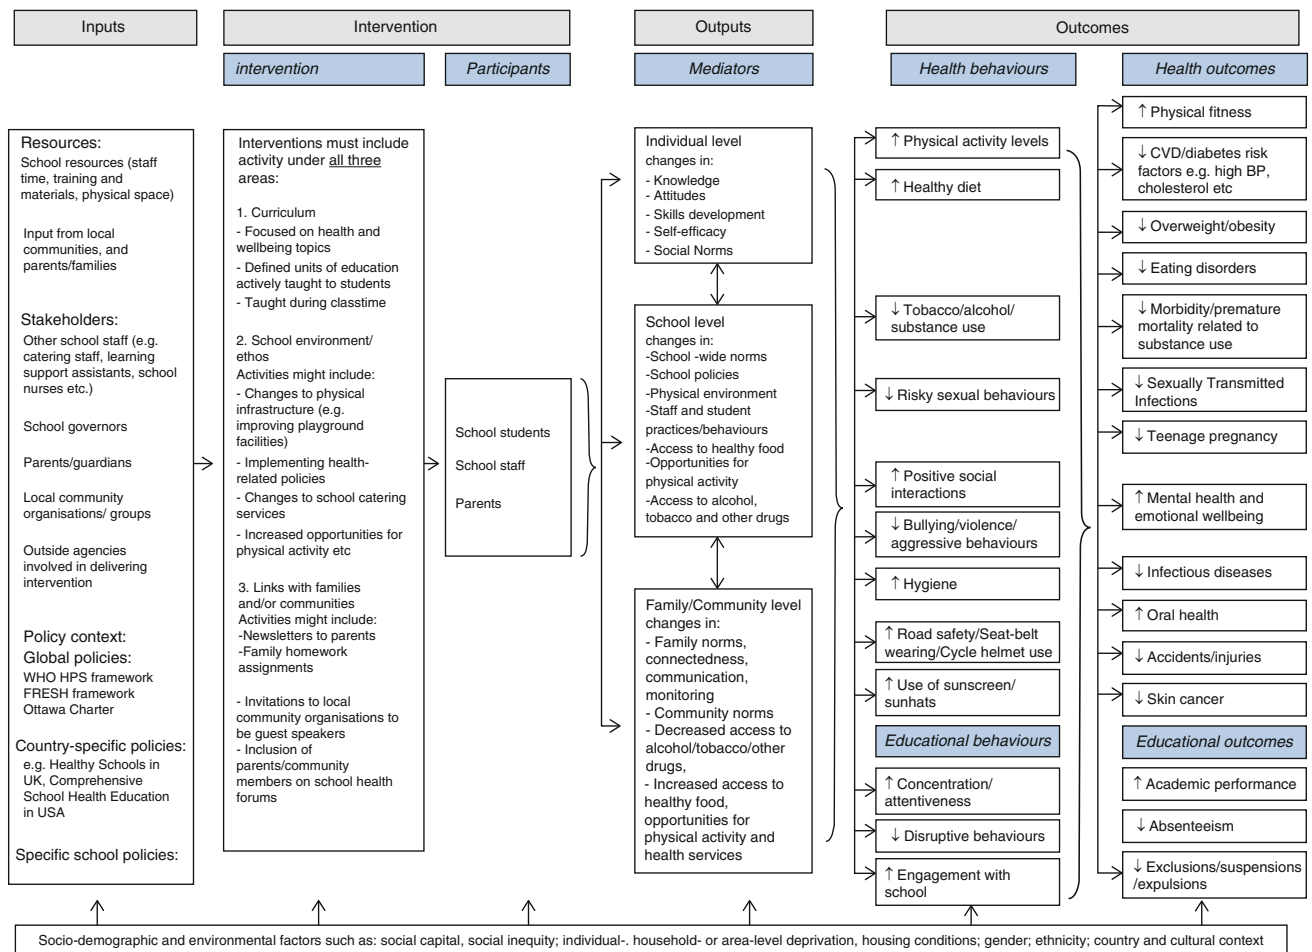 Inputs
Intervention
Outputs
Outcomes
intervention
Participants
Mediators
Health behaviours
Health outcomes
Resources:
School resources (staff
time, training and
materials, physical space)
Input from local
communities, and
parents/families
Stakeholders:
Other school staff (e.g.
catering staff, learning
support assistants, school
nurses etc.)
School governors
Parents/guardians
Local community
organisations/ groups
Outside agencies
involved in delivering
intervention
Policy context:
Global policies:
WHO HPS framework
FRESH framework
Ottawa Charter
Country-specific policies:
e.g. Healthy Schools in
UK, Comprehensive
School Health Education
in USA
Specific school policies:
Interventions must include
activity under all three
areas:
1. Curriculum
- Focused on health and
wellbeing topics
- Defined units of education
actively taught to students
- Taught during classtime
2. School environment/
ethos
Activities might include:
- Changes to physical
infrastructure (e.g.
improving playground
facilities)
- Implementing health-
related policies
- Changes to school catering
services
- Increased opportunities for
physical activity etc
3. Links with families
and/or communities
Activities might include:
-Newsletters to parents
-Family homework
assignments
- Invitations to local
community organisations to
be guest speakers
- Inclusion of
parents/community
members on school health
forums
School students
School staff
Parents
Individual level
changes in:
- Knowledge
- Attitudes
- Skills development
- Self-efficacy
- Social Norms
School level
changes in:
-School -wide norms
-School policies
-Physical environment
-Staff and student
practices/behaviours
-Access to healthy food
-Opportunities for
physical activity
-Access to alcohol,
tobacco and other drugs
Family/Community level
changes in:
- Family norms,
connectedness,
communication,
monitoring
- Community norms
- Decreased access to
alcohol/tobacco/other
drugs,
- Increased access to
healthy food,
opportunities for
physical activity and
health services
↑ Physical activity levels
↑ Healthy diet
↓ Tobacco/alcohol/
substance use
↓ Risky sexual behaviours
↑ Positive social
interactions
↓ Bullying/violence/
aggressive behaviours
↑ Hygiene
↑ Road safety/Seat-belt
wearing/Cycle helmet use
↑ Use of sunscreen/
sunhats
Educational behaviours
↑ Concentration/
attentiveness
↓ Disruptive behaviours
↑ Engagement with
school
↑ Physical fitness
↓ CVD/diabetes risk
factors e.g. high BP,
cholesterol etc
↓ Overweight/obesity
↓ Eating disorders
↓ Morbidity/premature
mortality related to
substance use
↓ Sexually Transmitted
Infections
↓ Teenage pregnancy
↑ Mental health and
emotional wellbeing
↓ Infectious diseases
↑ Oral health
↓ Accidents/injuries
↓ Skin cancer
Educational outcomes
↑ Academic performance
↓ Absenteeism
↓ Exclusions/suspensions
/expulsions
Socio-demographic and environmental factors such as: social capital, social inequity; individual-. household- or area-level deprivation, housing conditions; gender; ethnicity; country and cultural context